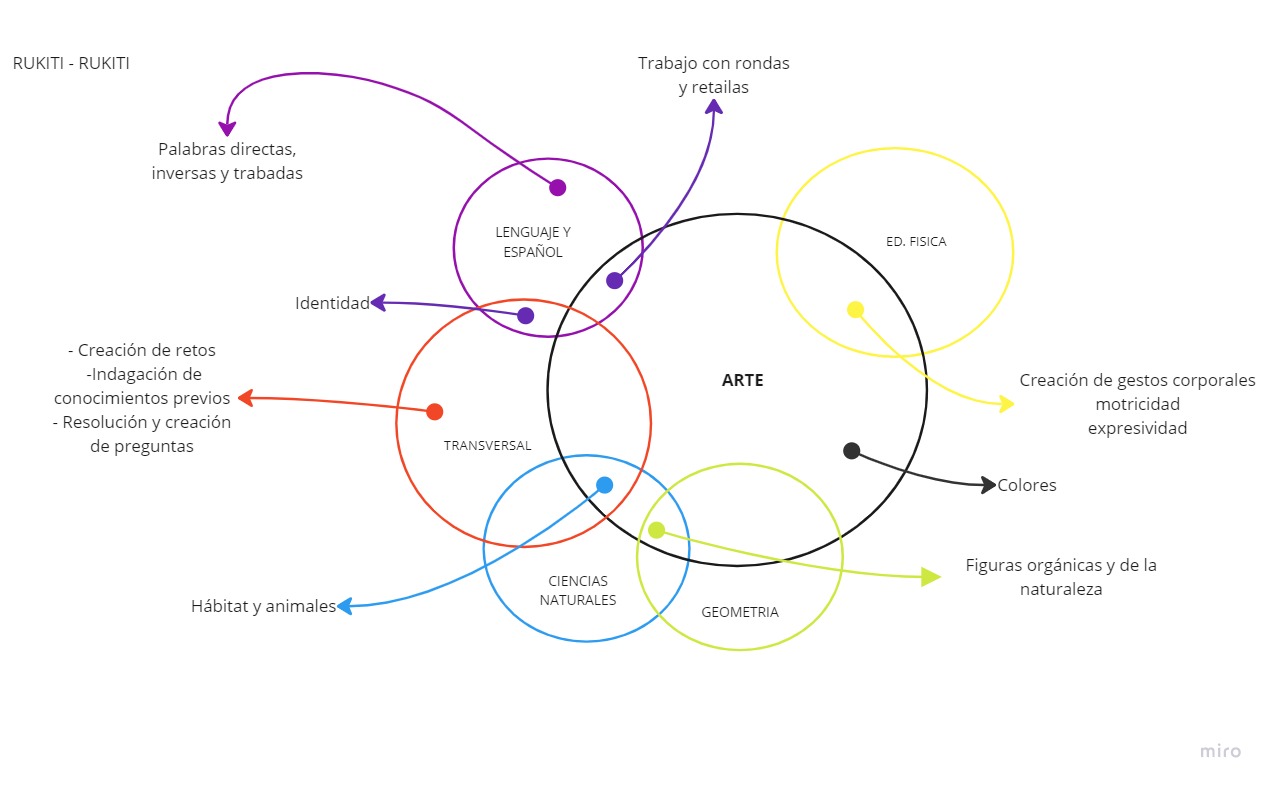 RUKITI - RUKITI
Trabajo con rondas
y retailas
Palabras directas,
inversas y trabadas
LENGUAJE Y
ESPAÑOL
ED. FISICA
Identidad
- Creación de retos
-Indagación de
conocimientos previos
- Resolución y creación
de preguntas
ARTE
Creación de gestos corporales
motricidad
expresividad
TRANSVERSAL
Colores
Figuras orgánicas y de la
naturaleza
CIENCIAS
NATURALES
Hábitat y animales
GEOMETRIA
miro